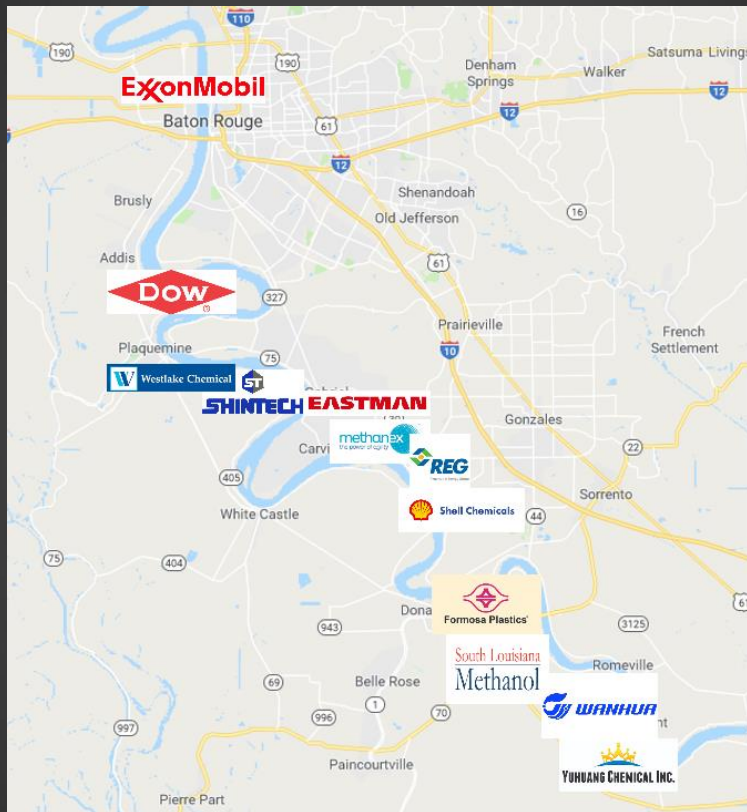 110
190
190
Satsuma
Livings
Denham
Springs
Walker
12
ExxonMobil
Baton Rouge
61
12
12
Shenandoah
Brusly
Old Jefferson
16
Addis
61
DOW
327
Prairieville
French
Settlement
75
10
Plaquemine
W Westlake Chemical
ST
SHINTECH
EASTMAN
Gonzales
methanex
the power of agility
REG
22
Carvi
405
Sorrento
Shell Chemicals
White Castle
44
75
404
Dona
Formosa Plastics
61
943
3125
South Louisiana
Methanol
Romeville
Belle Rose
69
1
WANHUA
nt
996
70
997
Paincourtville
YUHUANG CHEMICAL INC.
Pierre Part